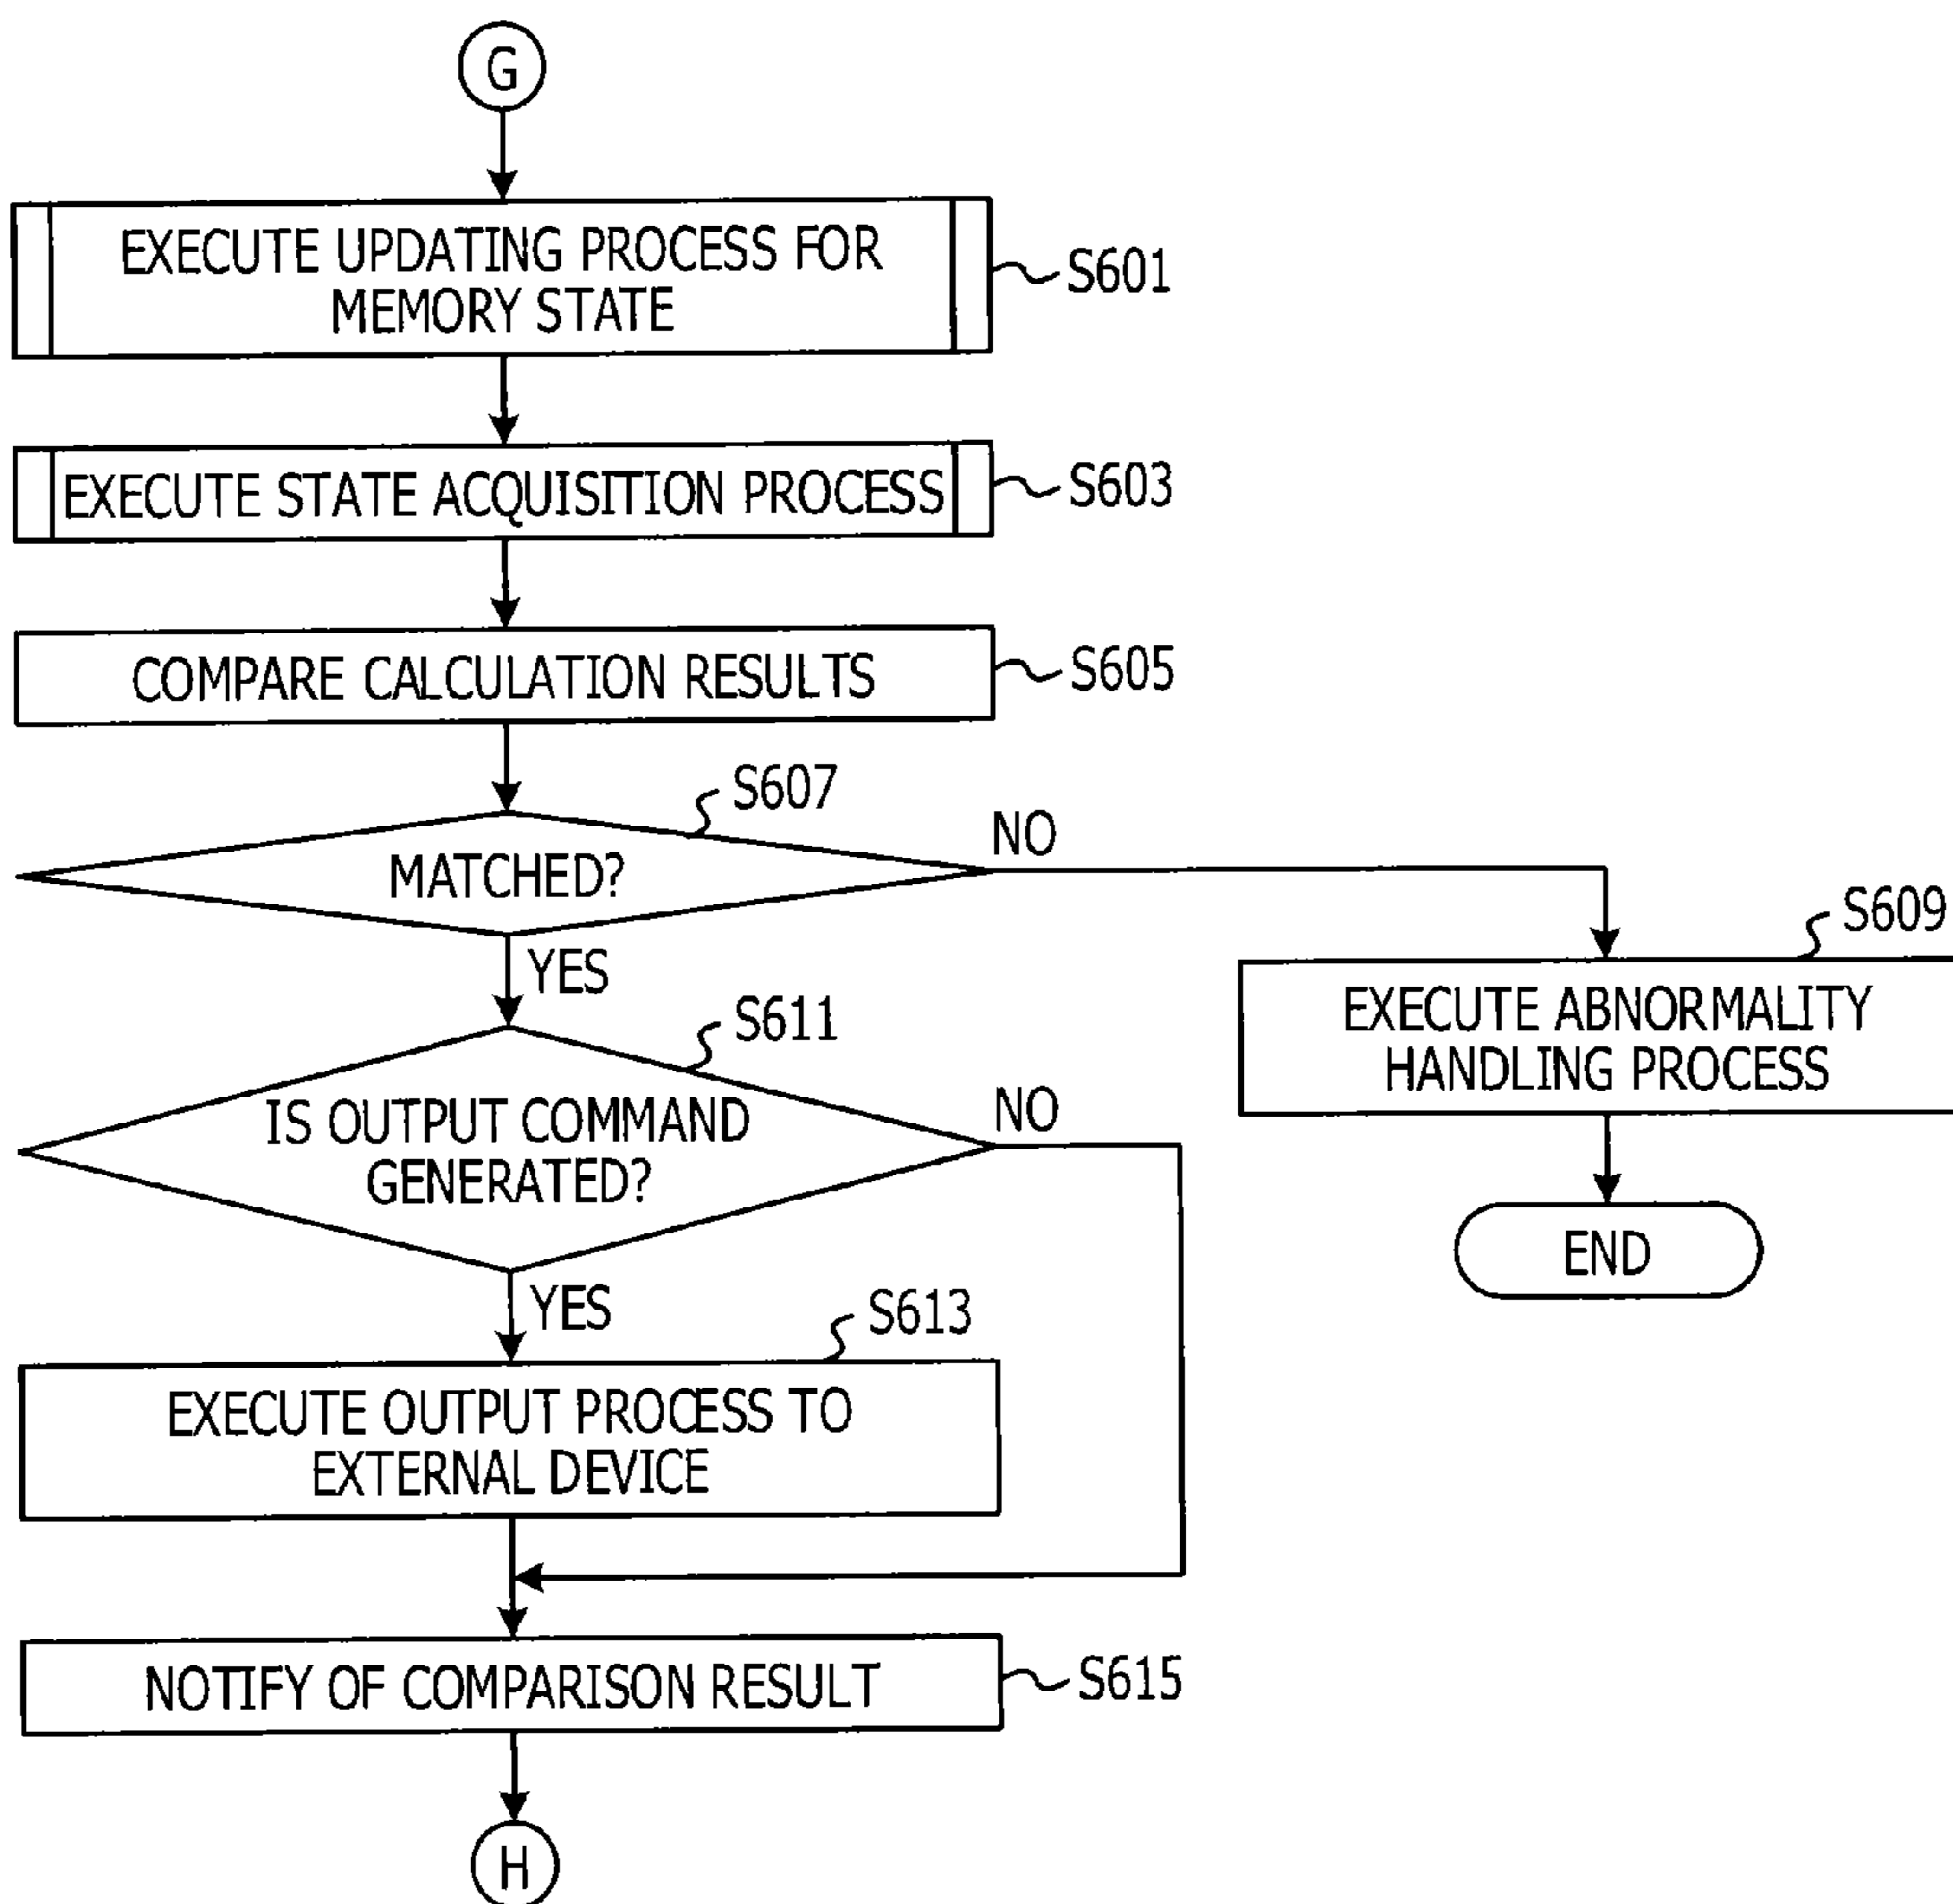 G
EXECUTE UPDATING PROCESS FOR
MEMORY STATE
S601
EXECUTE STATE ACQUISITION PROCESS
S603
COMPARE CALCULATION RESULTS
S605
S607
MATCHED?
NO
YES
S609
EXECUTE ABNORMALITY
HANDLING PROCESS
END
S611
IS OUTPUT COMMAND
GENERATED?
NO
YES
S613
EXECUTE OUTPUT PROCESS TO
EXTERNAL DEVICE
NOTIFY OF COMPARISON RESULT
S615
H